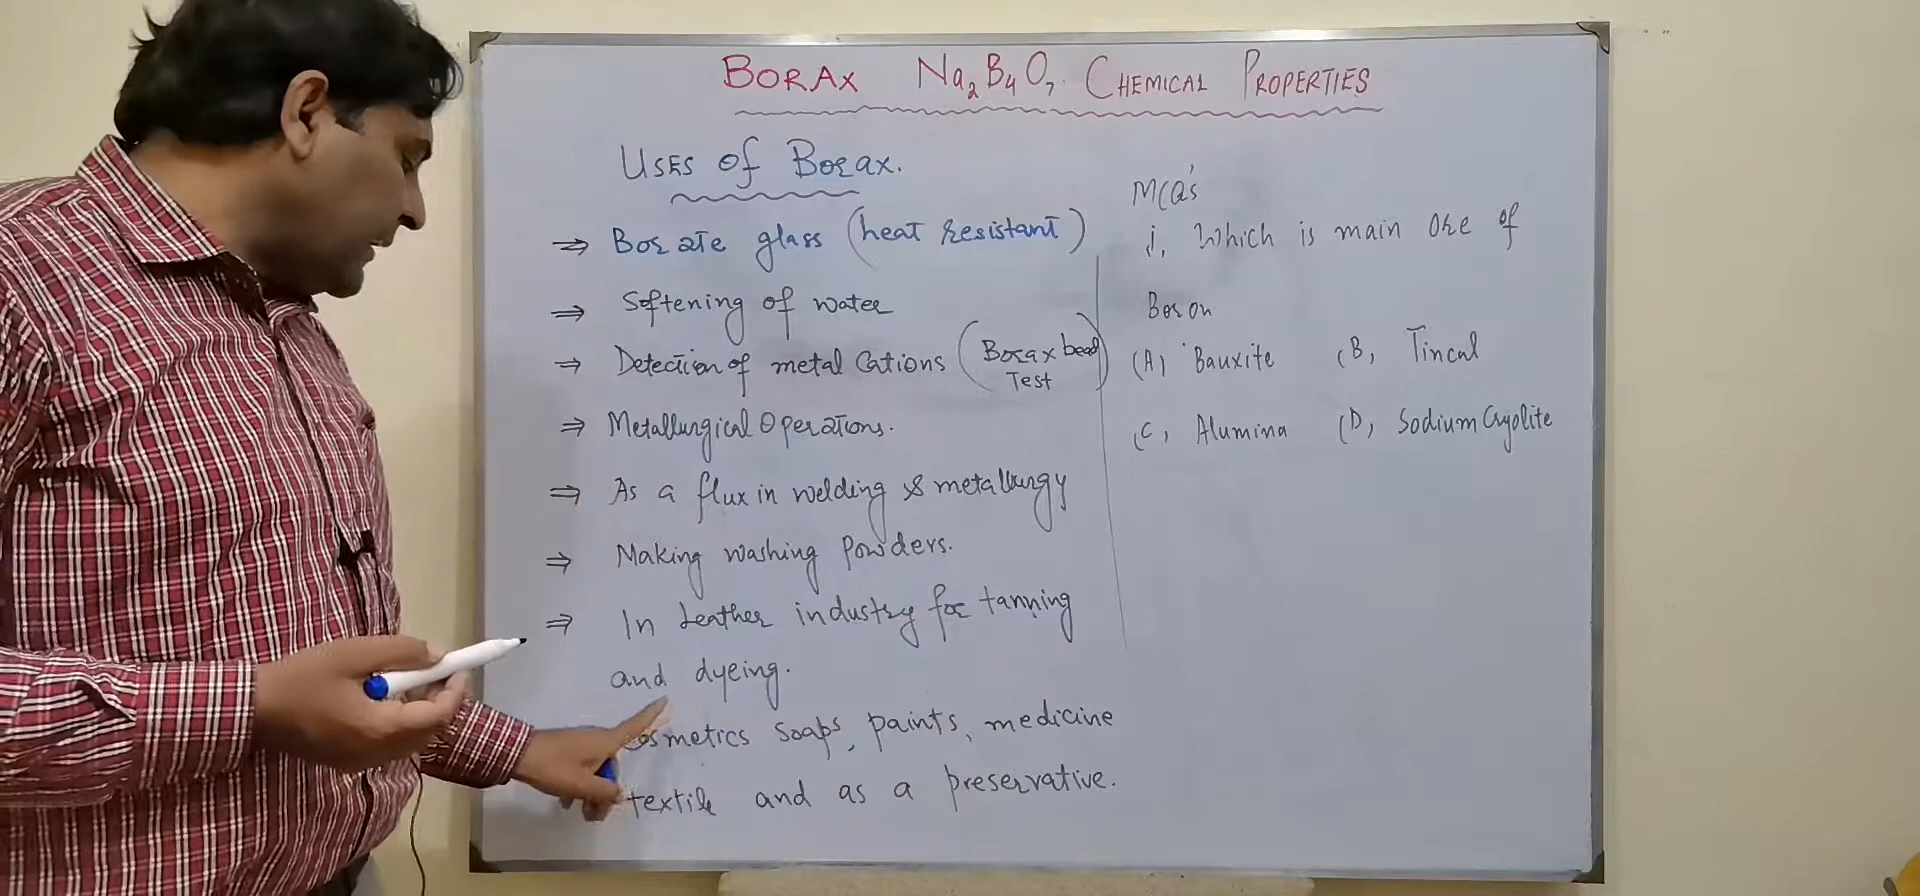 BORAX Na₂B₄O₇. CHEMICAL PROPERTIES
USES of BORAX.
⇒ Borate glass (heat resistant)
⇒ Softening of water
⇒ Detection of metal Cations (Borax bead Test)
⇒ Metallurgical Operations.
⇒ As a flux in welding & metallurgy
⇒ Making washing Powders.
⇒ In Leather industry for tanning
and dyeing.
cosmetics soaps, paints, medicine
textile and as a preservative.
MCQ's
i, Which is main Ore of
Boron
(A) Bauxite (B, Tincal
(C, Alumina (D, Sodium Cryolite